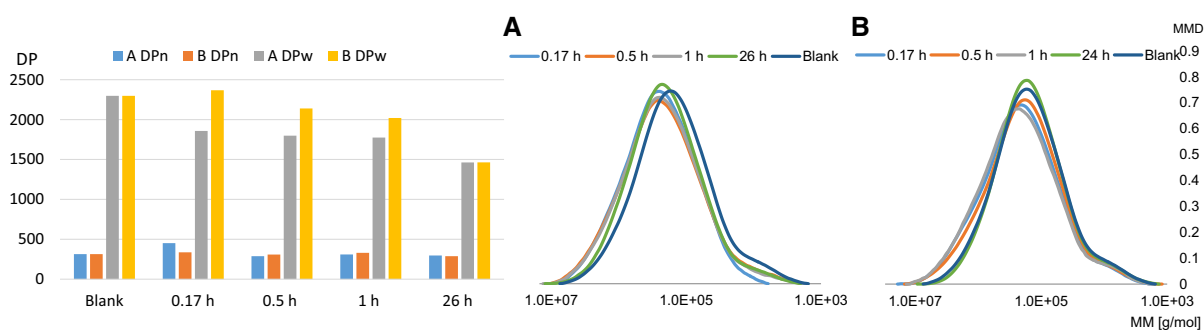 DP
A DPn B DPn A DPw B DPw
2500
2000
1500
1000
500
0
Blank 0.17 h 0.5 h 1 h 26 h
A
0.17 h 0.5 h 1 h 26 h Blank
1.0E+07 1.0E+05 1.0E+03
B
MMD
0.17 h 0.5 h 1 h 24 h Blank
0.9
0.8
0.7
0.6
0.5
0.4
0.3
0.2
0.1
0
1.0E+07 1.0E+05 1.0E+03
MM [g/mol]